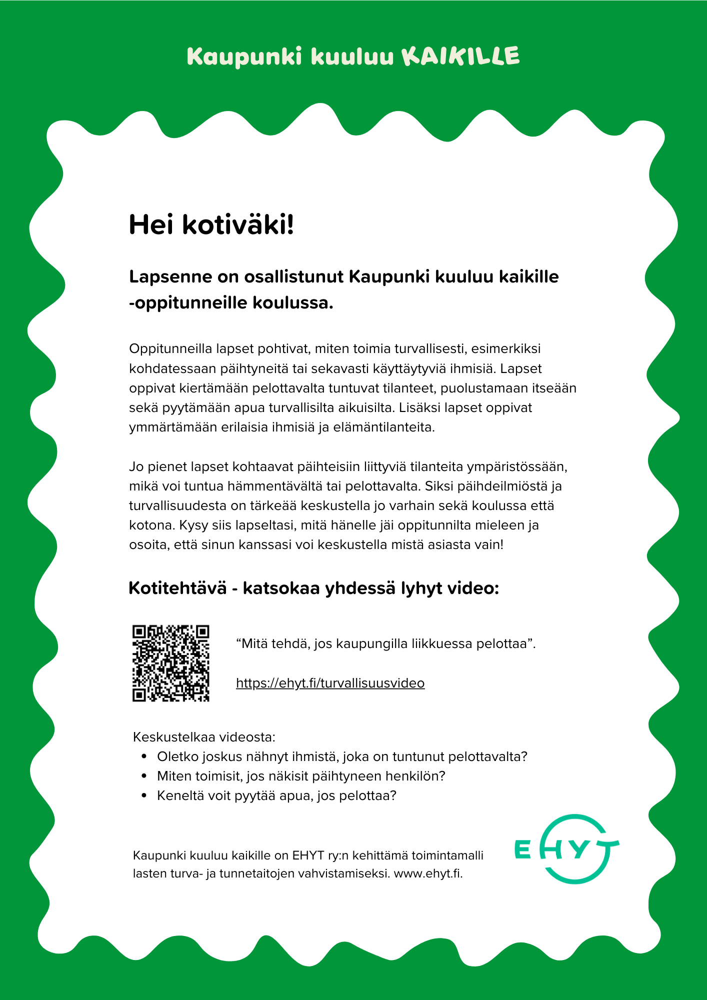 Kaupunki kuuluu KAIKILLE
Hei kotiväki!
Lapsenne on osallistunut Kaupunki kuuluu kaikille
-oppitunneille koulussa.
Oppitunneilla lapset pohtivat, miten toimia turvallisesti, esimerkiksi
kohdatessaan päihtyneitä tai sekavasti käyttäytyviä ihmisiä. Lapset
oppivat kiertämään pelottavalta tuntuvat tilanteet, puolustamaan itseään
sekä pyytämään apua turvallisilta aikuisilta. Lisäksi lapset oppivat
ymmärtämään erilaisia ihmisiä ja elämäntilanteita.
Jo pienet lapset kohtaavat päihteisiin liittyviä tilanteita ympäristössään,
mikä voi tuntua hämmentävältä tai pelottavalta. Siksi päihdeilmiöstä ja
turvallisuudesta on tärkeää keskustella jo varhain sekä koulussa että
kotona. Kysy siis lapseltasi, mitä hänelle jäi oppitunnilta mieleen ja
osoita, että sinun kanssasi voi keskustella mistä asiasta vain!
Kotitehtävä - katsokaa yhdessä lyhyt video:
“Mitä tehdä, jos kaupungilla liikkuessa pelottaa”.
https://ehyt.fi/turvallisuusvideo
Keskustelkaa videosta:
• Oletko joskus nähnyt ihmistä, joka on tuntunut pelottavalta?
• Miten toimisit, jos näkisit päihtyneen henkilön?
• Keneltä voit pyytää apua, jos pelottaa?
Kaupunki kuuluu kaikille on EHYT ry:n kehittämä toimintamalli
lasten turva- ja tunnetaitojen vahvistamiseksi. www.ehyt.fi.
EHYT